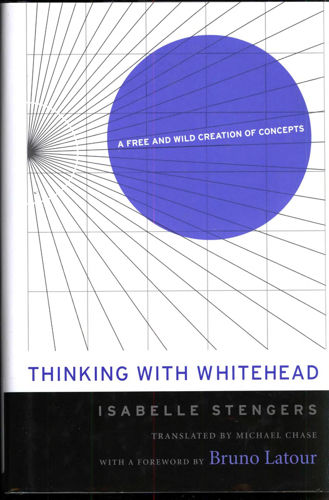 A FREE AND WILD CREATION OF CONCEPTS
THINKING WITH WHITEHEAD
ISABELLE STENGERS
TRANSLATED BY MICHAEL CHASE
WITH A FOREWORD BY Bruno Latour